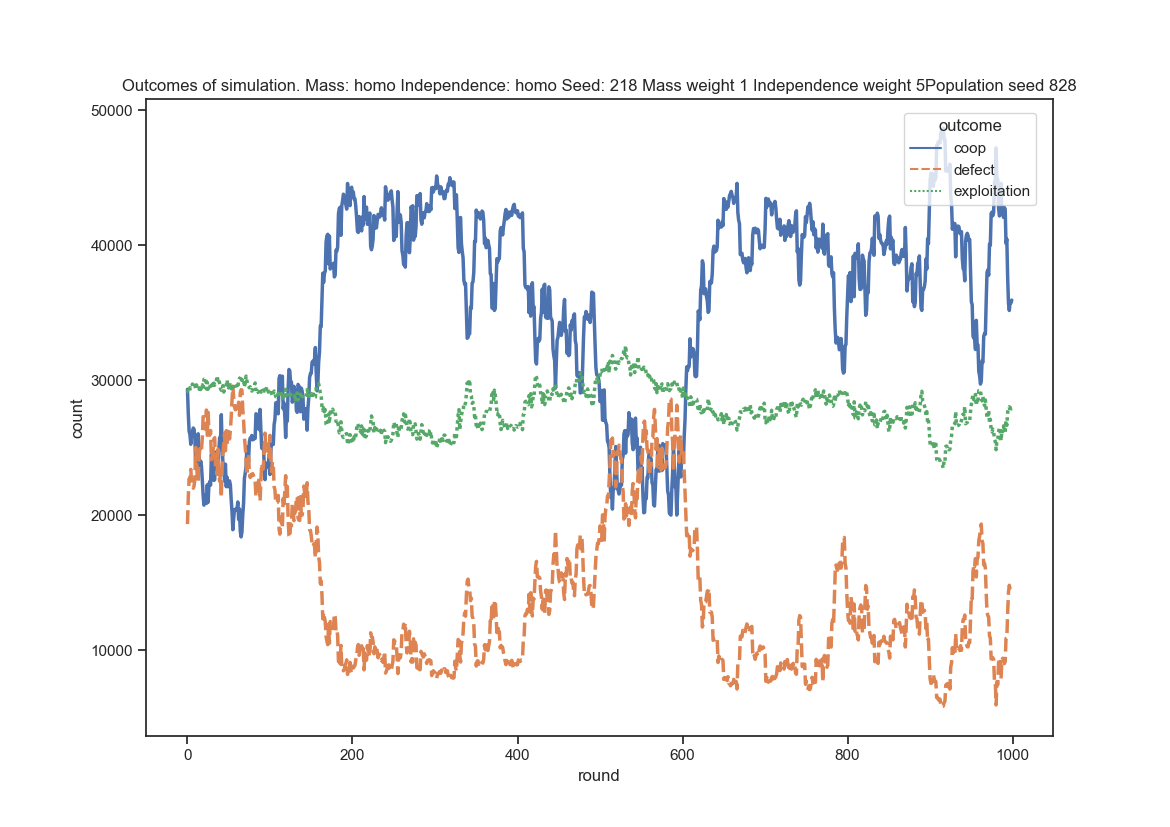 Outcomes of simulation. Mass: homo Independence: homo Seed: 218 Mass weight 1 Independence weight 5Population seed 828
50000
40000
30000
20000
10000
count
outcome
coop
defect
exploitation
0
200
400
600
800
1000
round